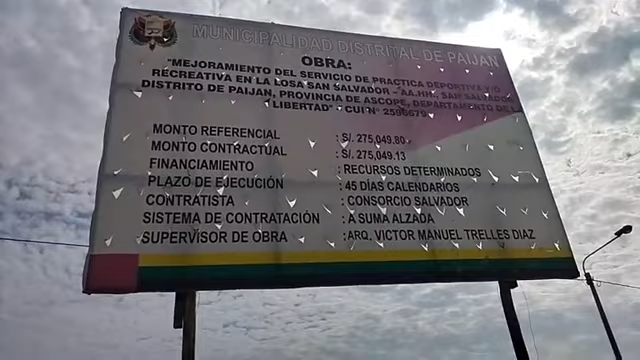 MUNICIPALIDAD DISTRITAL DE PAIJAN
OBRA:
"MEJORAMIENTO DEL SERVICIO DE PRACTICA DEPORTIVA Y/O
RECREATIVA EN LA LOSA SAN SALVADOR - AA.HH. SAN SALVADOR
DISTRITO DE PAIJAN, PROVINCIA DE ASCOPE, DEPARTAMENTO DE L
LIBERTAD" - CUI N° 2596679
MONTO REFERENCIAL : S/. 275,049.80
MONTO CONTRACTUAL : S/. 275,049.13
FINANCIAMIENTO : RECURSOS DETERMINADOS
PLAZO DE EJECUCIÓN : 45 DÍAS CALENDARIOS
CONTRATISTA : CONSORCIO SALVADOR
SISTEMA DE CONTRATACIÓN : A SUMA ALZADA
SUPERVISOR DE OBRA : ARQ. VICTOR MANUEL TRELLES DIAZ